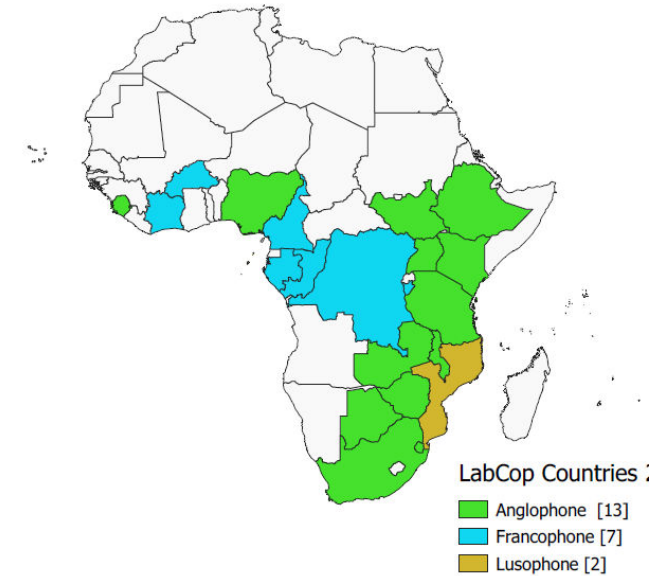 LabCop Countries 2
Anglophone [13]
Francophone [7]
Lusophone [2]